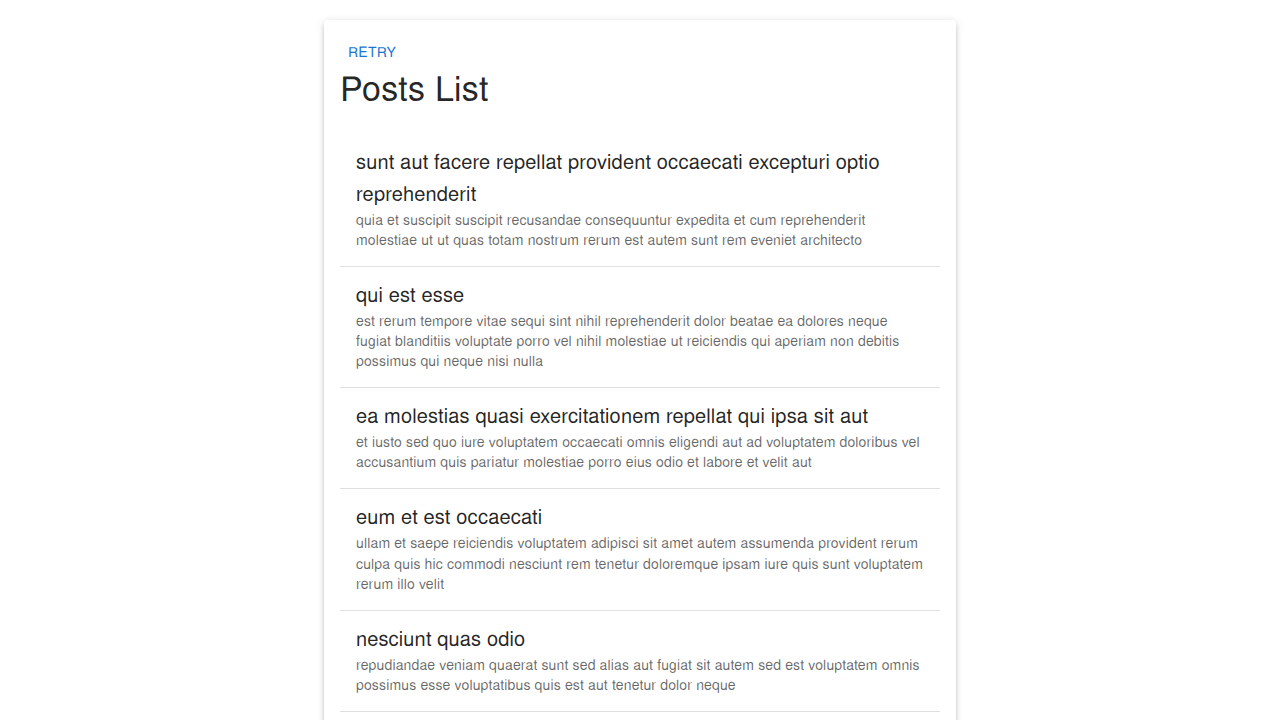 RETRY
Posts List
sunt aut facere repellat provident occaecati excepturi optio
reprehenderit
quia et suscipit suscipit recusandae consequuntur expedita et cum reprehenderit
molestiae ut ut quas totam nostrum rerum est autem sunt rem eveniet architecto
qui est esse
est rerum tempore vitae sequi sint nihil reprehenderit dolor beatae ea dolores neque
fugiat blanditiis voluptate porro vel nihil molestiae ut reiciendis qui aperiam non debitis
possimus qui neque nisi nulla
ea molestias quasi exercitationem repellat qui ipsa sit aut
et iusto sed quo iure voluptatem occaecati omnis eligendi aut ad voluptatem doloribus vel
accusantium quis pariatur molestiae porro eius odio et labore et velit aut
eum et est occaecati
ullam et saepe reiciendis voluptatem adipisci sit amet autem assumenda provident rerum
culpa quis hic commodi nesciunt rem tenetur doloremque ipsam iure quis sunt voluptatem
rerum illo velit
nesciunt quas odio
repudiandae veniam quaerat sunt sed alias aut fugiat sit autem sed est voluptatem omnis
possimus esse voluptatibus quis est aut tenetur dolor neque